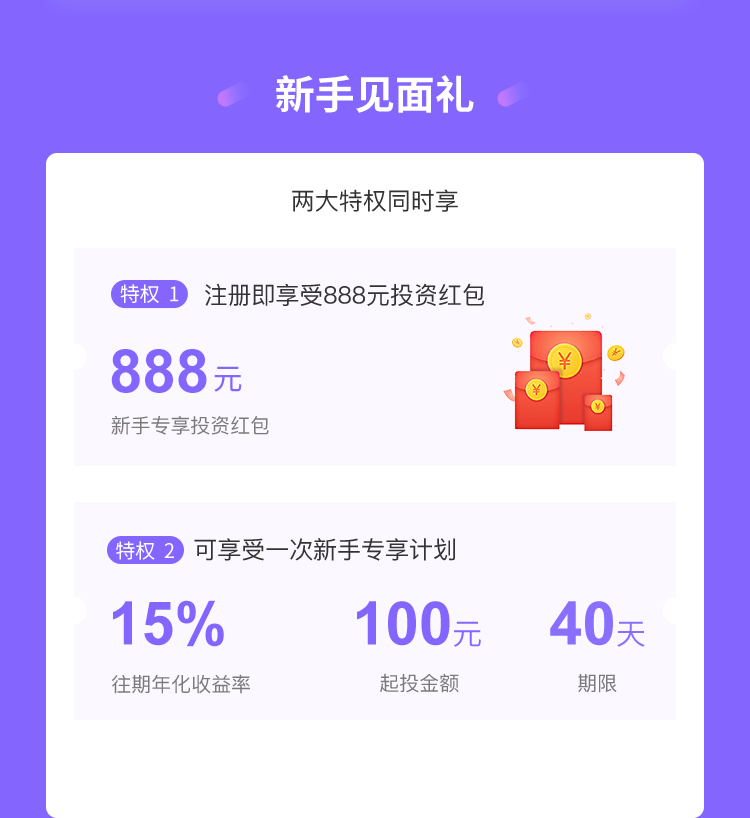 新手见面礼
两大特权同时享
特权 1 注册即享受888元投资红包
888元
新手专享投资红包
特权 2 可享受一次新手专享计划
15% 100元 40天
往期年化收益率 起投金额 期限